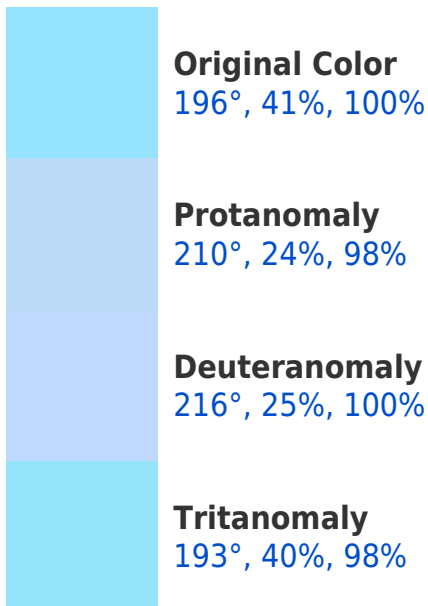 Original Color
196°, 41%, 100%
Protanomaly
210°, 24%, 98%
Deuteranomaly
216°, 25%, 100%
Tritanomaly
193°, 40%, 98%